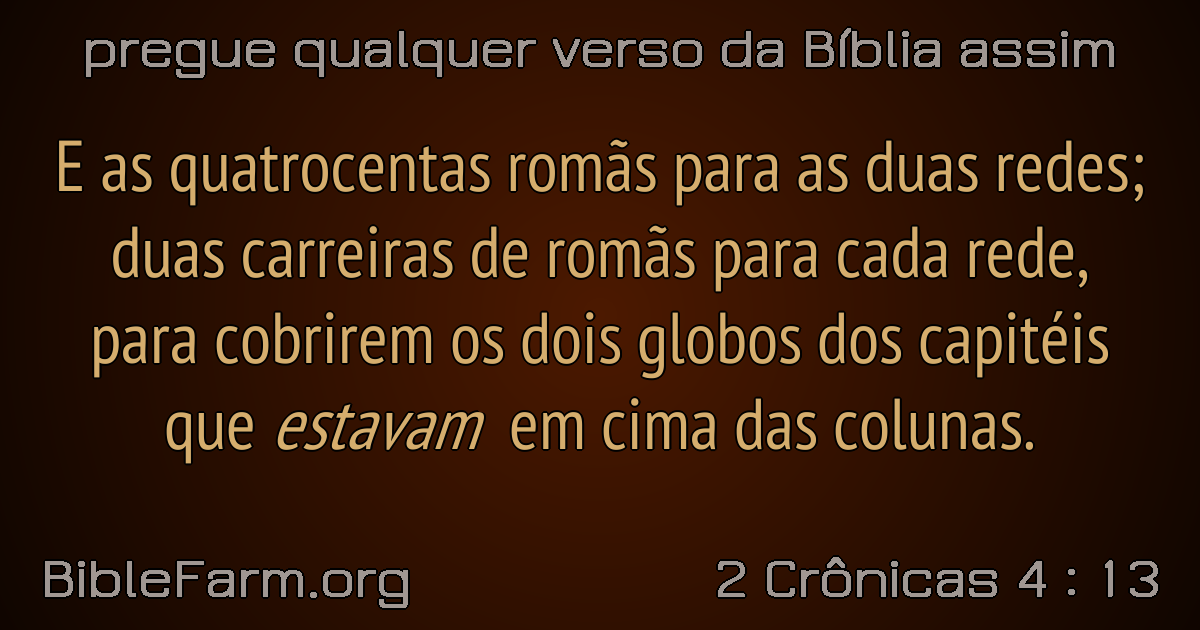 pregue qualquer verso da Bíblia assim
E as quatrocentas romãs para as duas redes;
duas carreiras de romãs para cada rede,
para cobrirem os dois globos dos capitéis
que estavam em cima das colunas.
BibleFarm.org
2 Crônicas 4 : 13